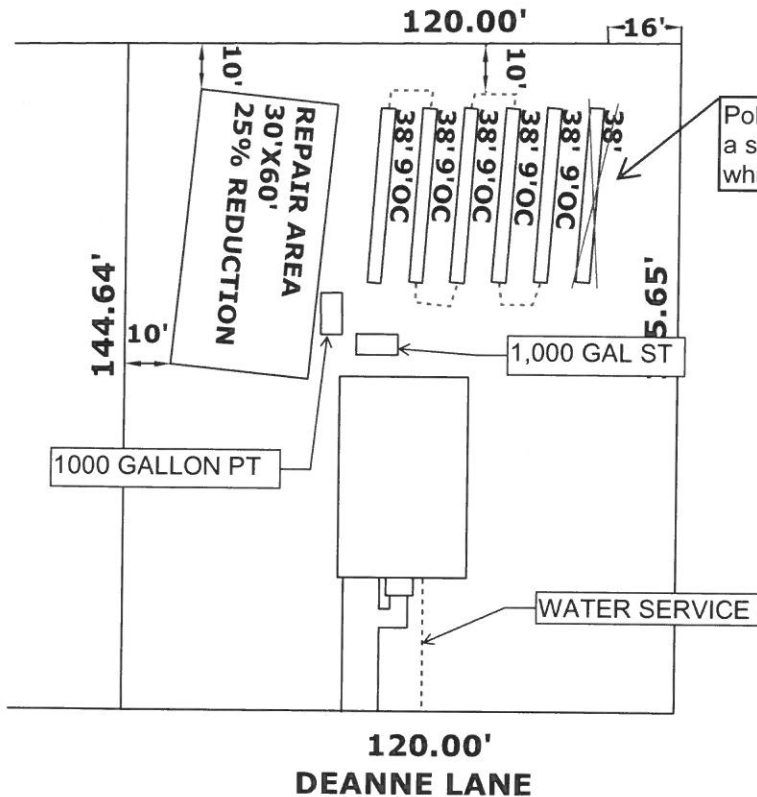 120.00'
16'
10'
10'
REPAIR AREA
30'X60'
25% REDUCTION
38' 9'OC
38' 9'OC
38' 9'OC
38' 9'OC
38' 9'OC
38'
a s
144.64'
10'
5.65'
1,000 GAL ST
1000 GALLON PT
WATER SERVICE
120.00'
DEANNE LANE